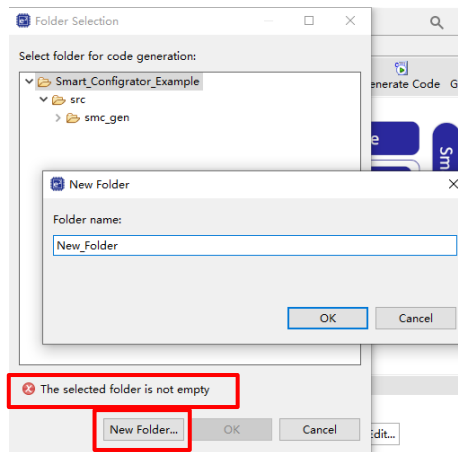 Folder Selection
Select folder for code generation:
Smart_Configrator_Example
src
smc_gen
enerate Code G
e
Sm
New Folder
Folder name:
New_Folder
OK Cancel
The selected folder is not empty
New Folder... OK Cancel
Edit...